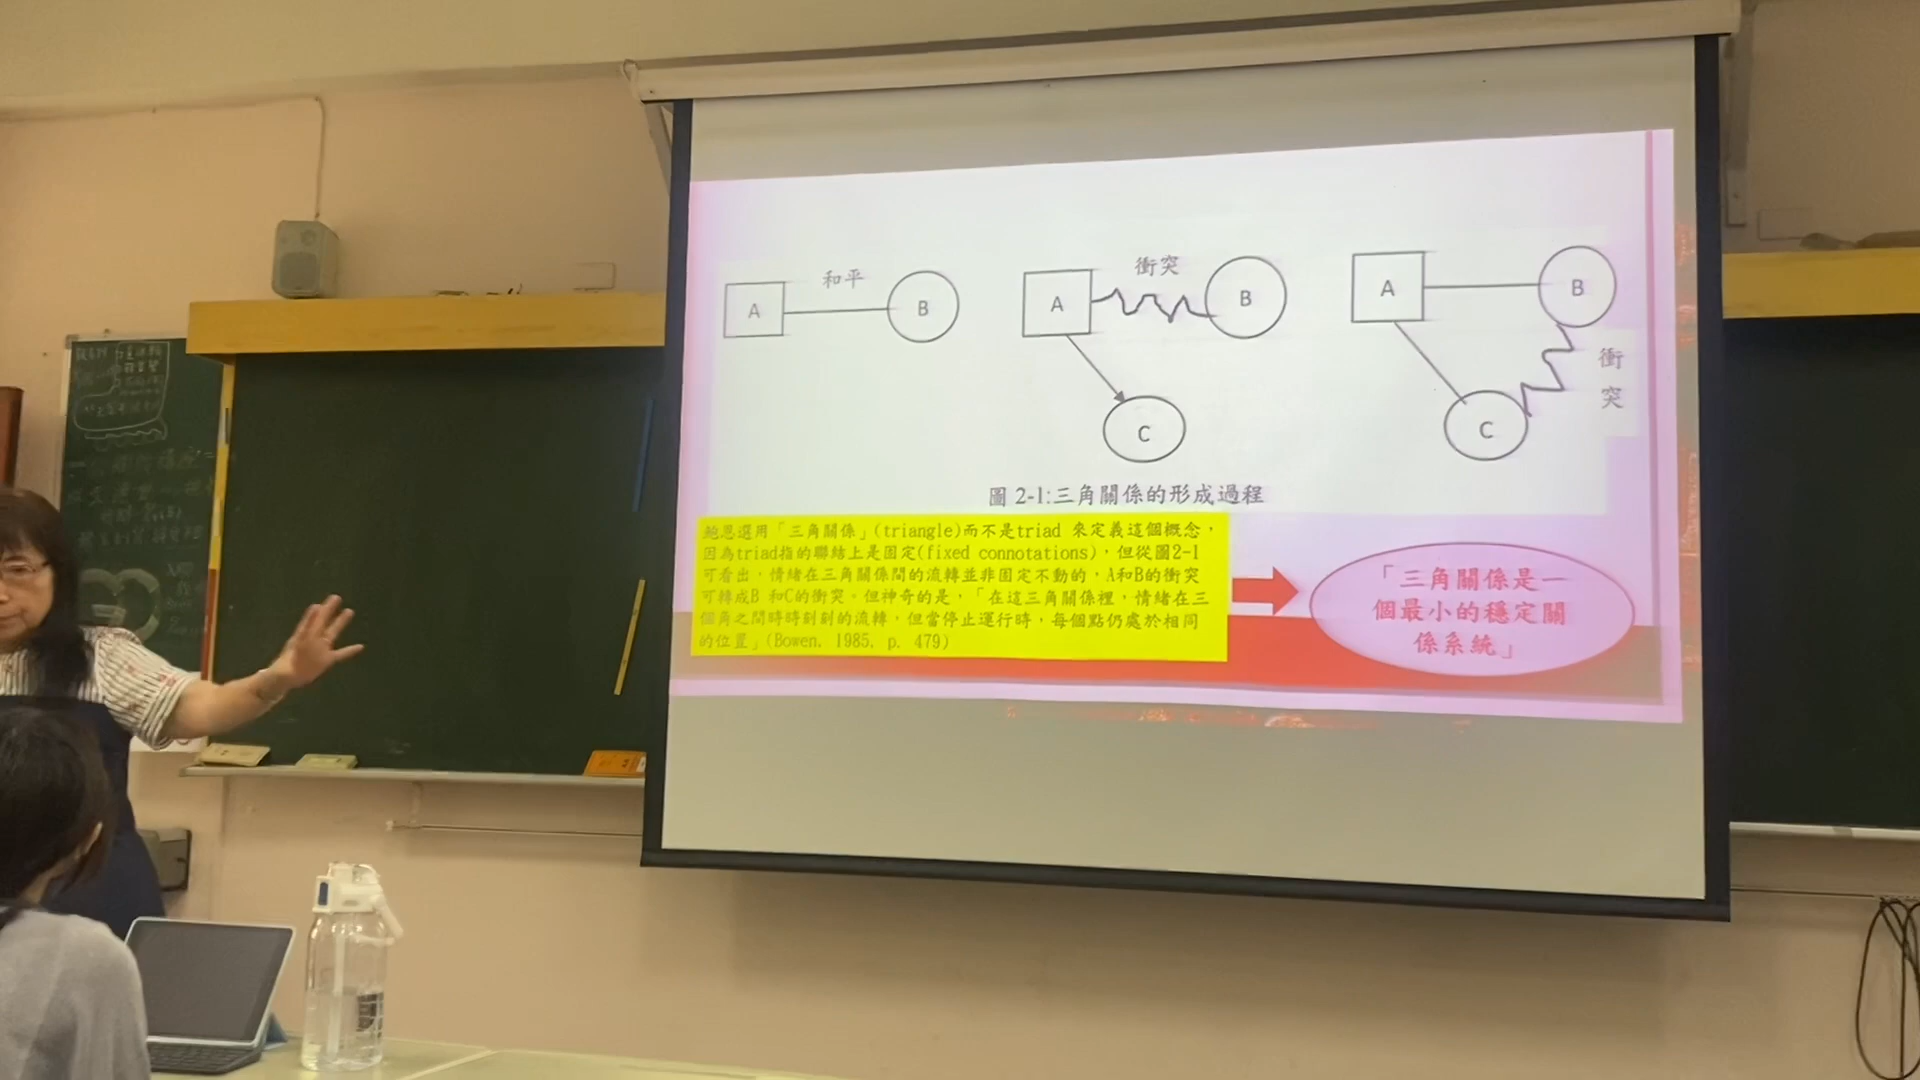 和平
A
B
衝突
A
B
C
A
B
衝
突
C
圖 2-1:三角關係的形成過程
鮑恩選用「三角關係」(triangle)而不是triad 來定義這個概念，
因為triad指的聯結上是固定(fixed connotations)，但從圖2-1
可看出，情緒在三角關係間的流轉並非固定不動的，A和B的衝突
可轉成B 和C的衝突。但神奇的是，「在這三角關係裡，情緒在三
個角之間時時刻刻的流轉，但當停止運行時，每個點仍處於相同
的位置」(Bowen, 1985, p. 479)
「三角關係是一
個最小的穩定關
係系統」